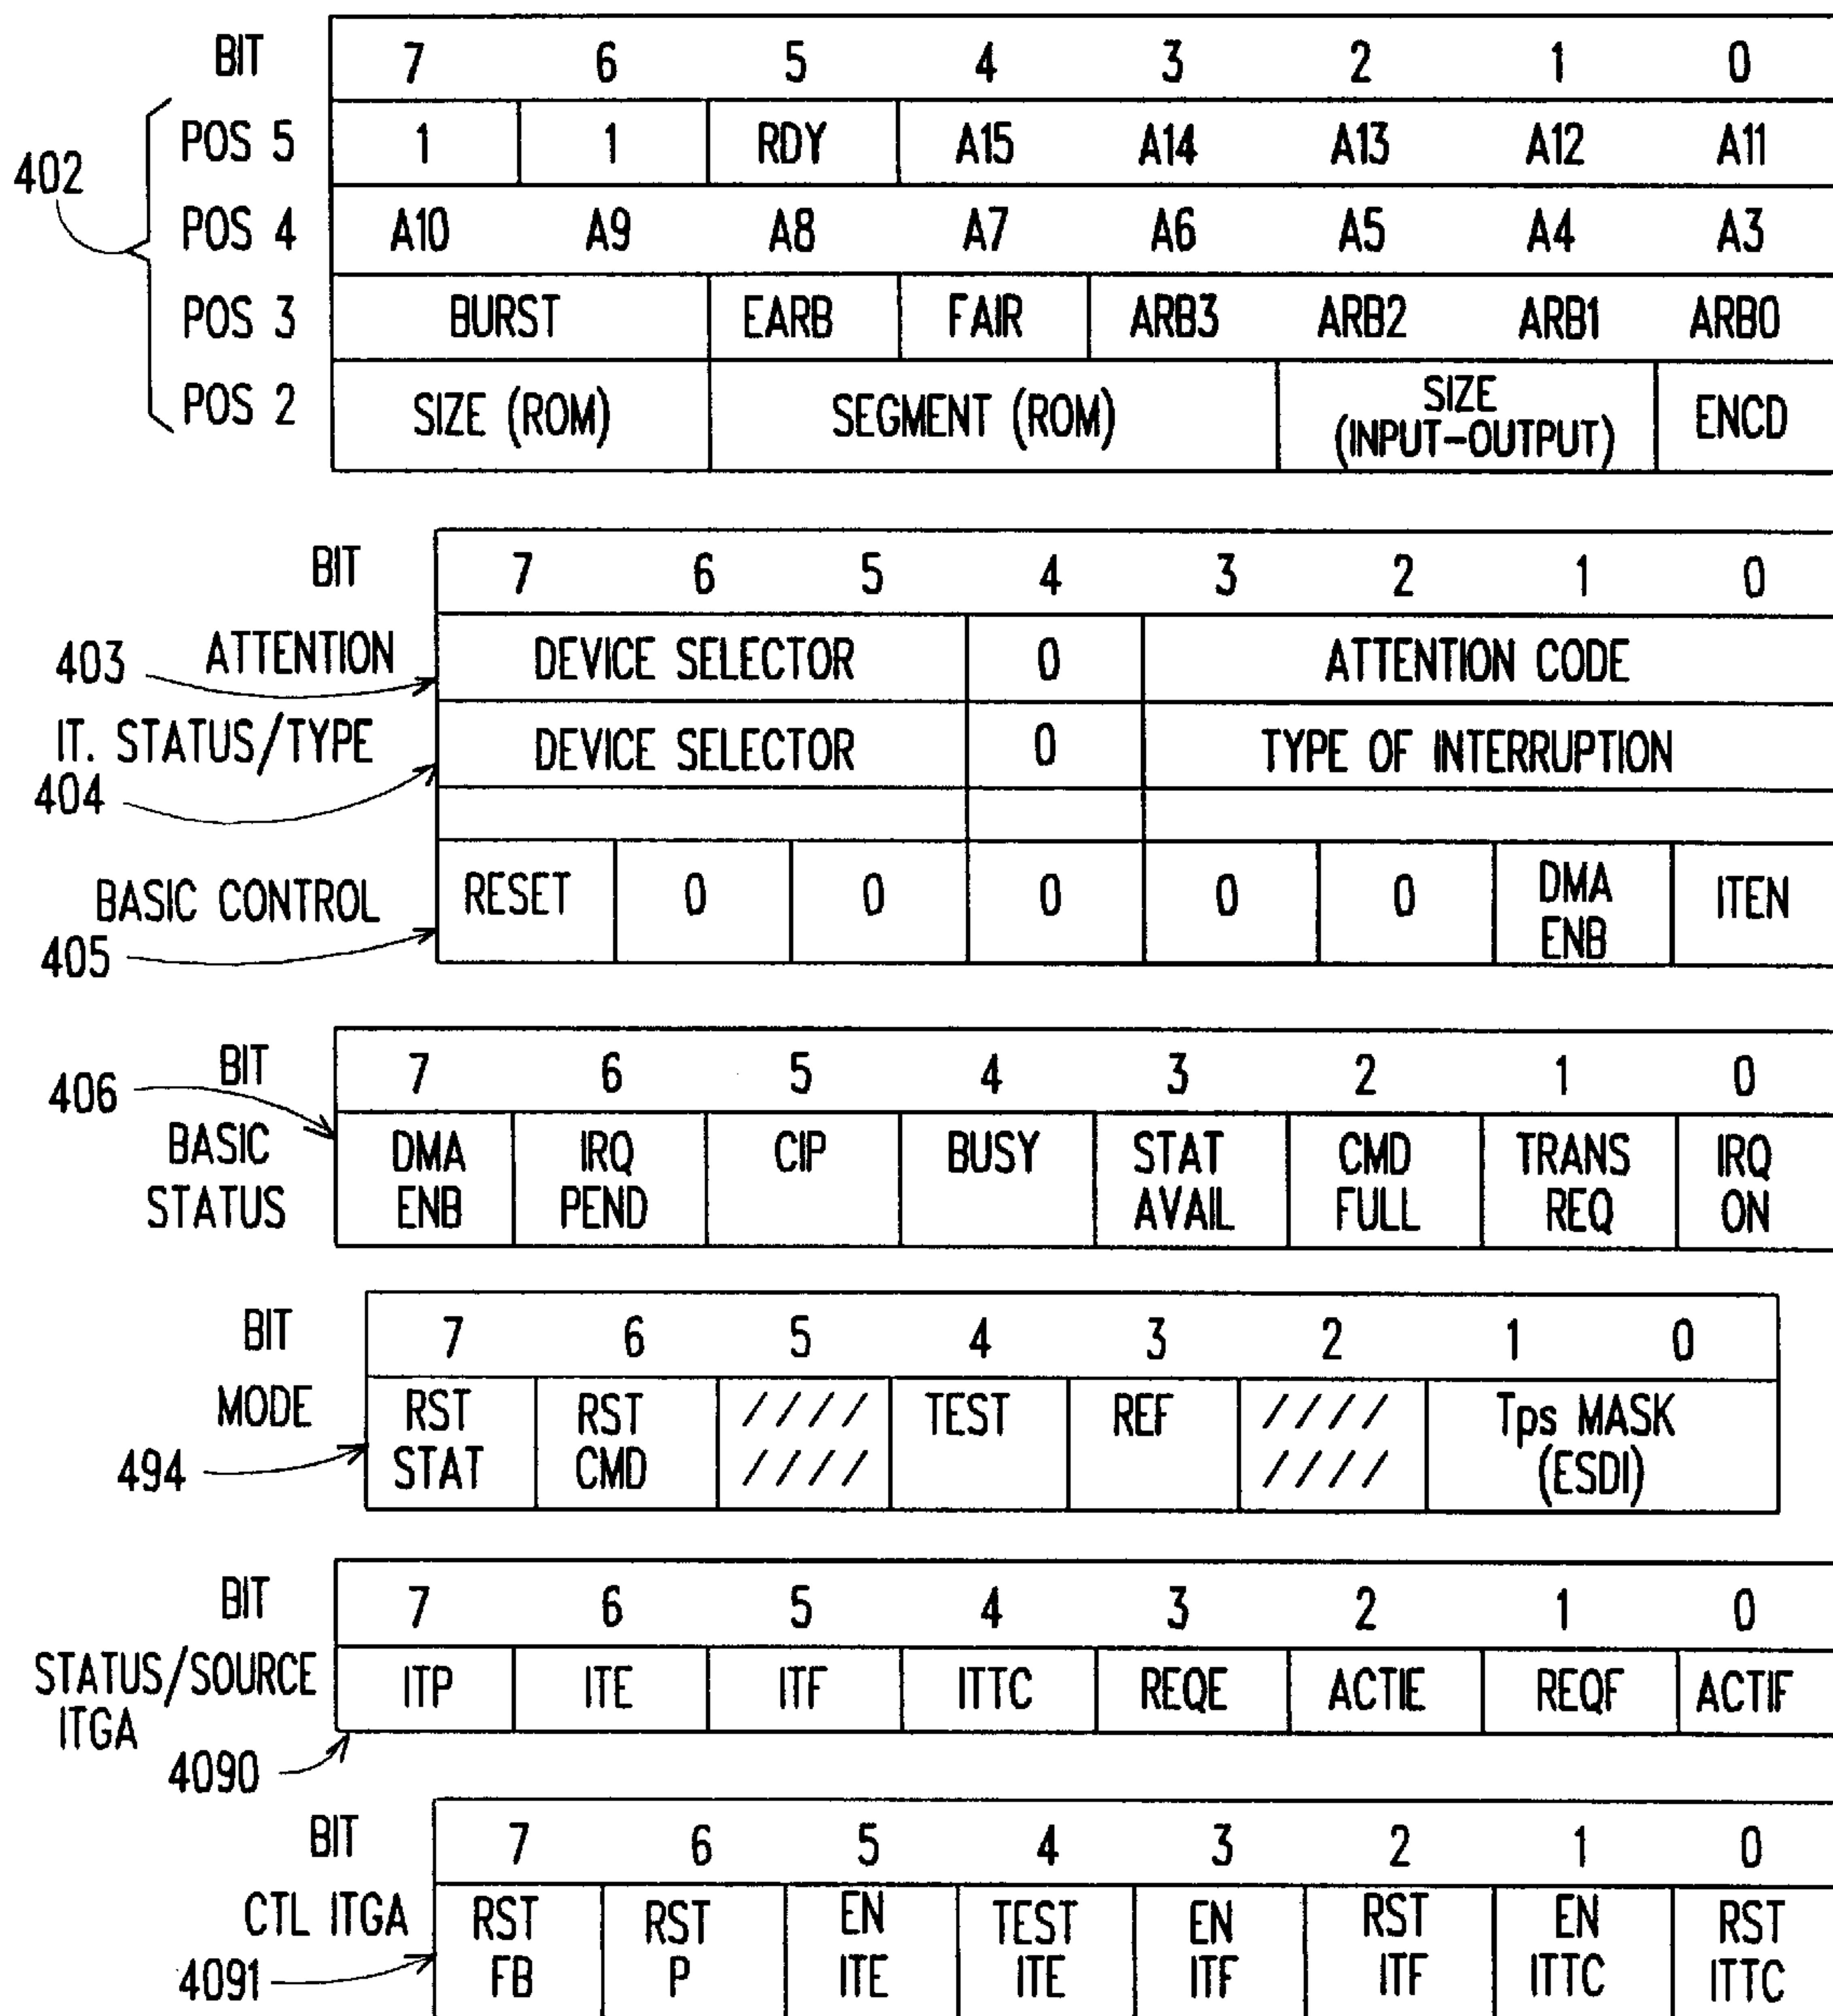 BIT 7 6 5 4 3 2 1 0
402
POS 5 1 1 RDY A15 A14 A13 A12 A11
POS 4 A10 A9 A8 A7 A6 A5 A4 A3
POS 3 BURST EARB FAIR ARB3 ARB2 ARB1 ARB0
POS 2 SIZE (ROM) SEGMENT (ROM) SIZE (INPUT-OUTPUT) ENCD
BIT 7 6 5 4 3 2 1 0
403 ATTENTION DEVICE SELECTOR 0 ATTENTION CODE
IT. STATUS/TYPE DEVICE SELECTOR 0 TYPE OF INTERRUPTION
404
BASIC CONTROL RESET 0 0 0 0 0 DMA ENB ITEN
405
BIT 7 6 5 4 3 2 1 0
406
BASIC STATUS DMA ENB IRQ PEND CIP BUSY STAT AVAIL CMD FULL TRANS REQ IRQ ON
BIT 7 6 5 4 3 2 1 0
MODE RST STAT RST CMD //// //// TEST REF //// //// Tps MASK (ESDI)
494
BIT 7 6 5 4 3 2 1 0
STATUS/SOURCE ITGA ITP ITE ITF ITTC REQE ACTIE REQF ACTIF
4090
BIT 7 6 5 4 3 2 1 0
CTL ITGA RST FB RST P EN ITE TEST ITE EN ITF RST ITF EN ITTC RST ITTC
4091